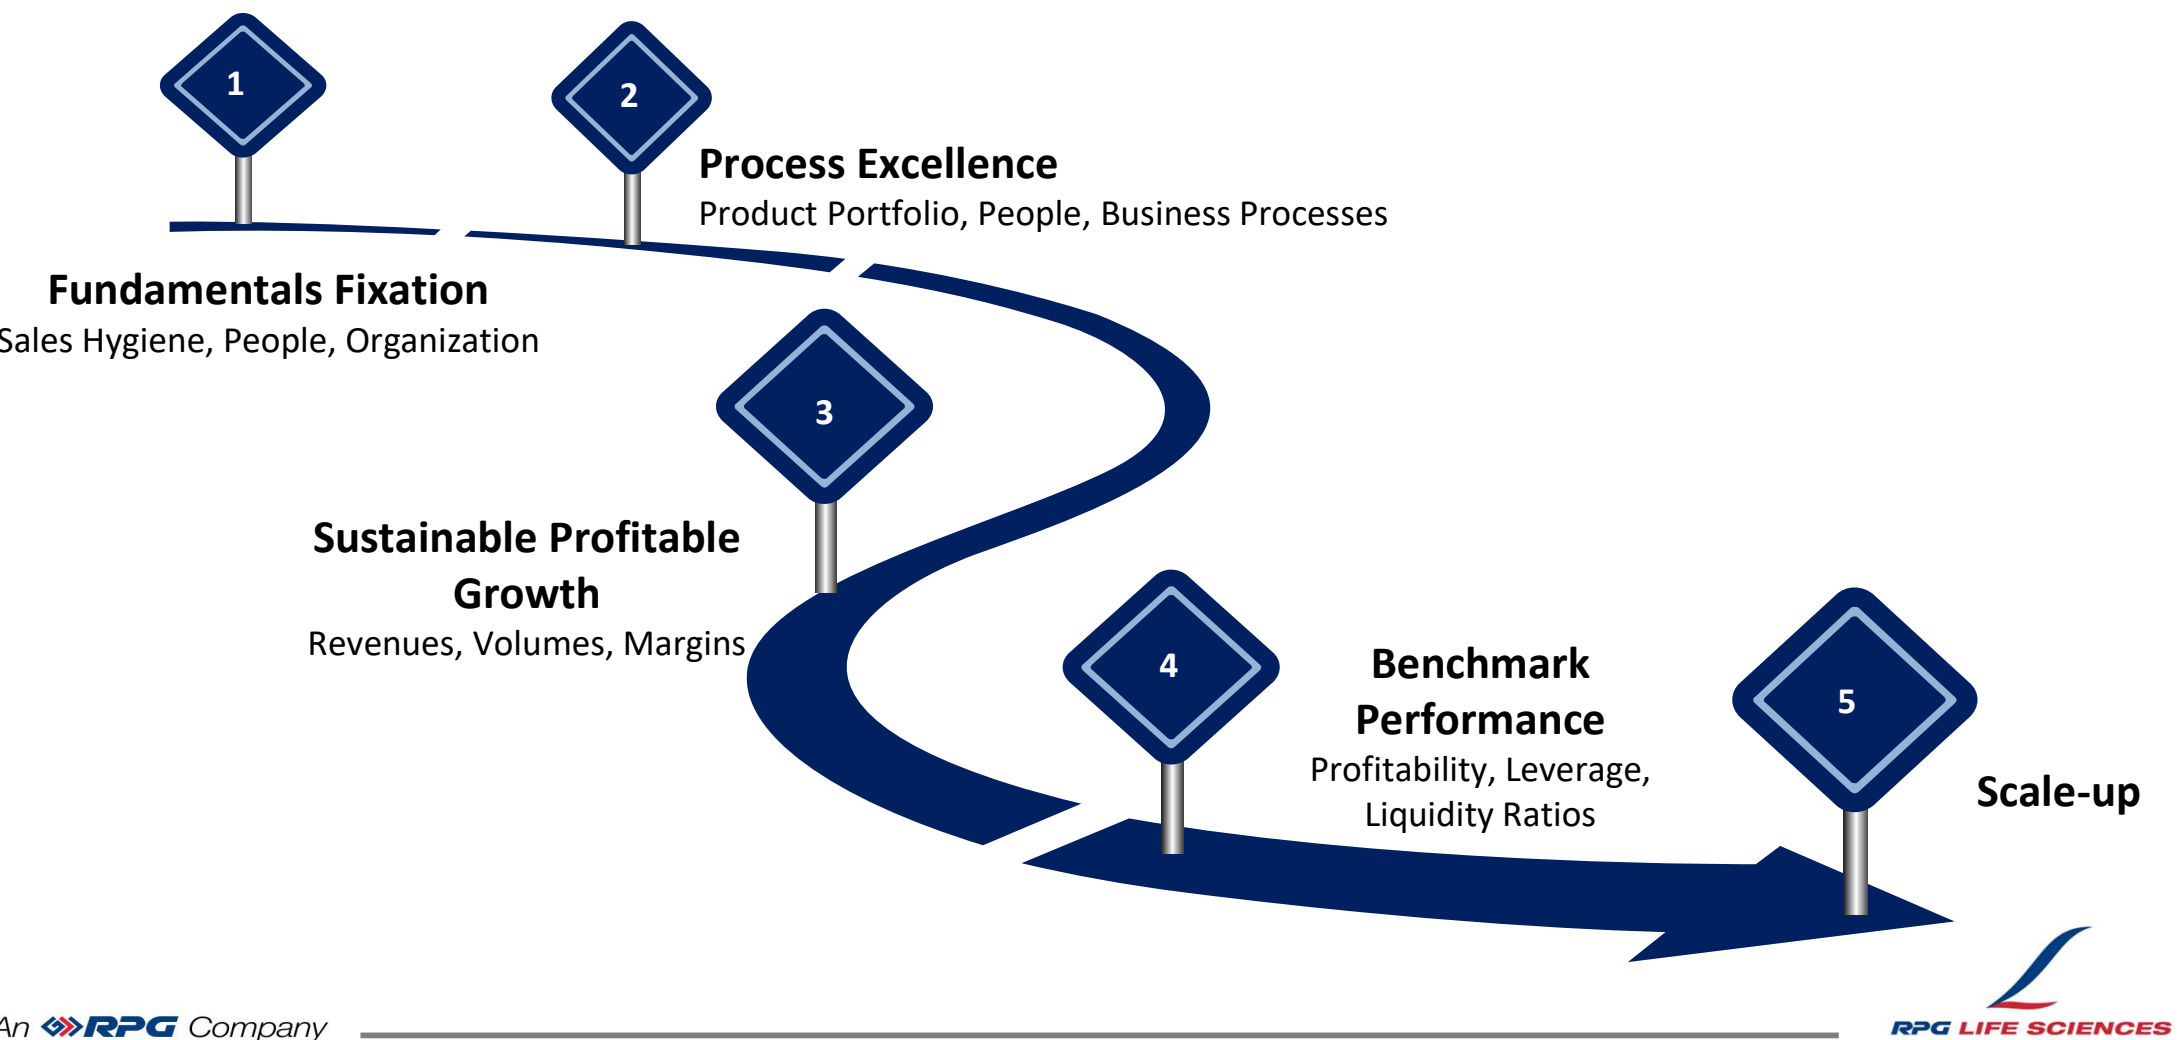 1
2
Process Excellence
Product Portfolio, People, Business Processes
Fundamentals Fixation
Sales Hygiene, People, Organization
3
Sustainable Profitable
Growth
Revenues, Volumes, Margins
4
Benchmark
Performance
Profitability, Leverage,
Liquidity Ratios
5
Scale-up
An RPG Company
RPG LIFE SCIENCES